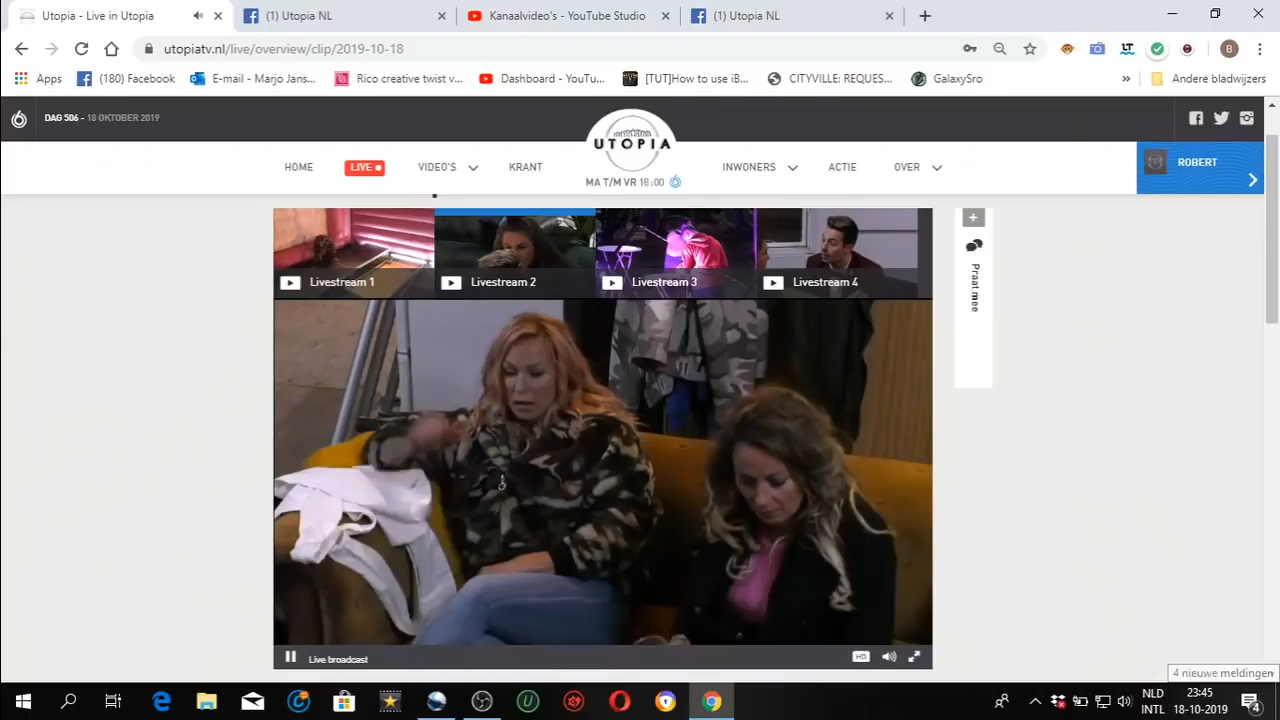 Utopia - Live in Utopia
(1) Utopia NL
Kanaalvideo's - YouTube Studio
(1) Utopia NL
utopiatv.nl/live/overview/clip/2019-10-18
B
Apps
(180) Facebook
E-mail - Marjo Jans...
Rico creative twist v...
Dashboard - YouTu...
[TUT]How to use iB...
CITYVILLE: REQUES...
GalaxySro
»
Andere bladwijzers
DAG 506 - 18 OKTOBER 2019
UTOPIA
MA T/M VR 18:00
HOME
LIVE
VIDEO'S
KRANT
INWONERS
ACTIE
OVER
ROBERT
Livestream 1
Livestream 2
Livestream 3
Livestream 4
Praat mee
Live broadcast
HD
4 nieuwe meldingen
NLD
INTL
23:45
18-10-2019
4